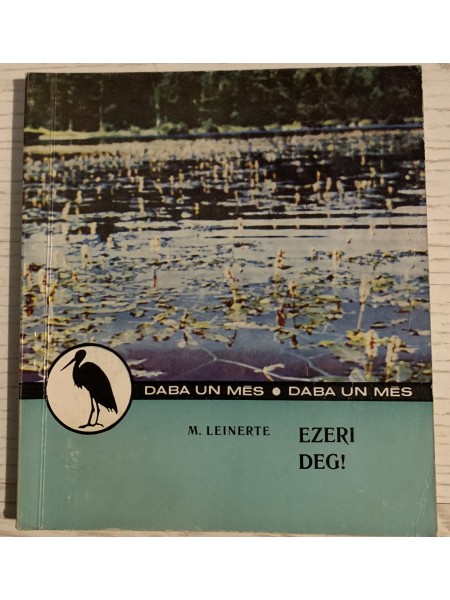 DABA UN MĒS ● DABA UN MĒS
M. LEINERTE
EZERI
DEG!